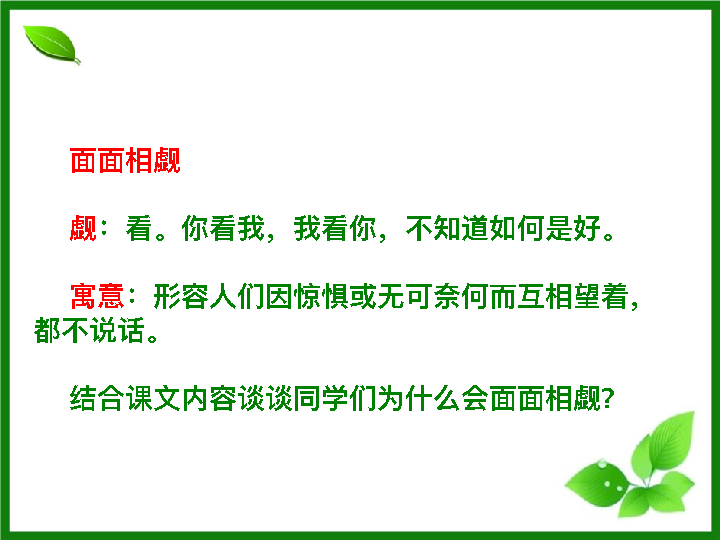 面面相觑
觑：看。你看我，我看你，不知道如何是好。
寓意：形容人们因惊惧或无可奈何而互相望着，
都不说话。
结合课文内容谈谈同学们为什么会面面相觑?